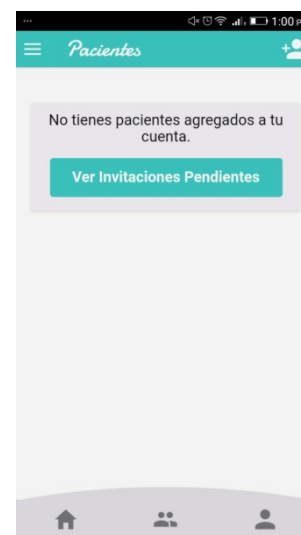 ... 1:00 P
Pacientes
No tienes pacientes agregados a tu
cuenta.
Ver Invitaciones Pendientes